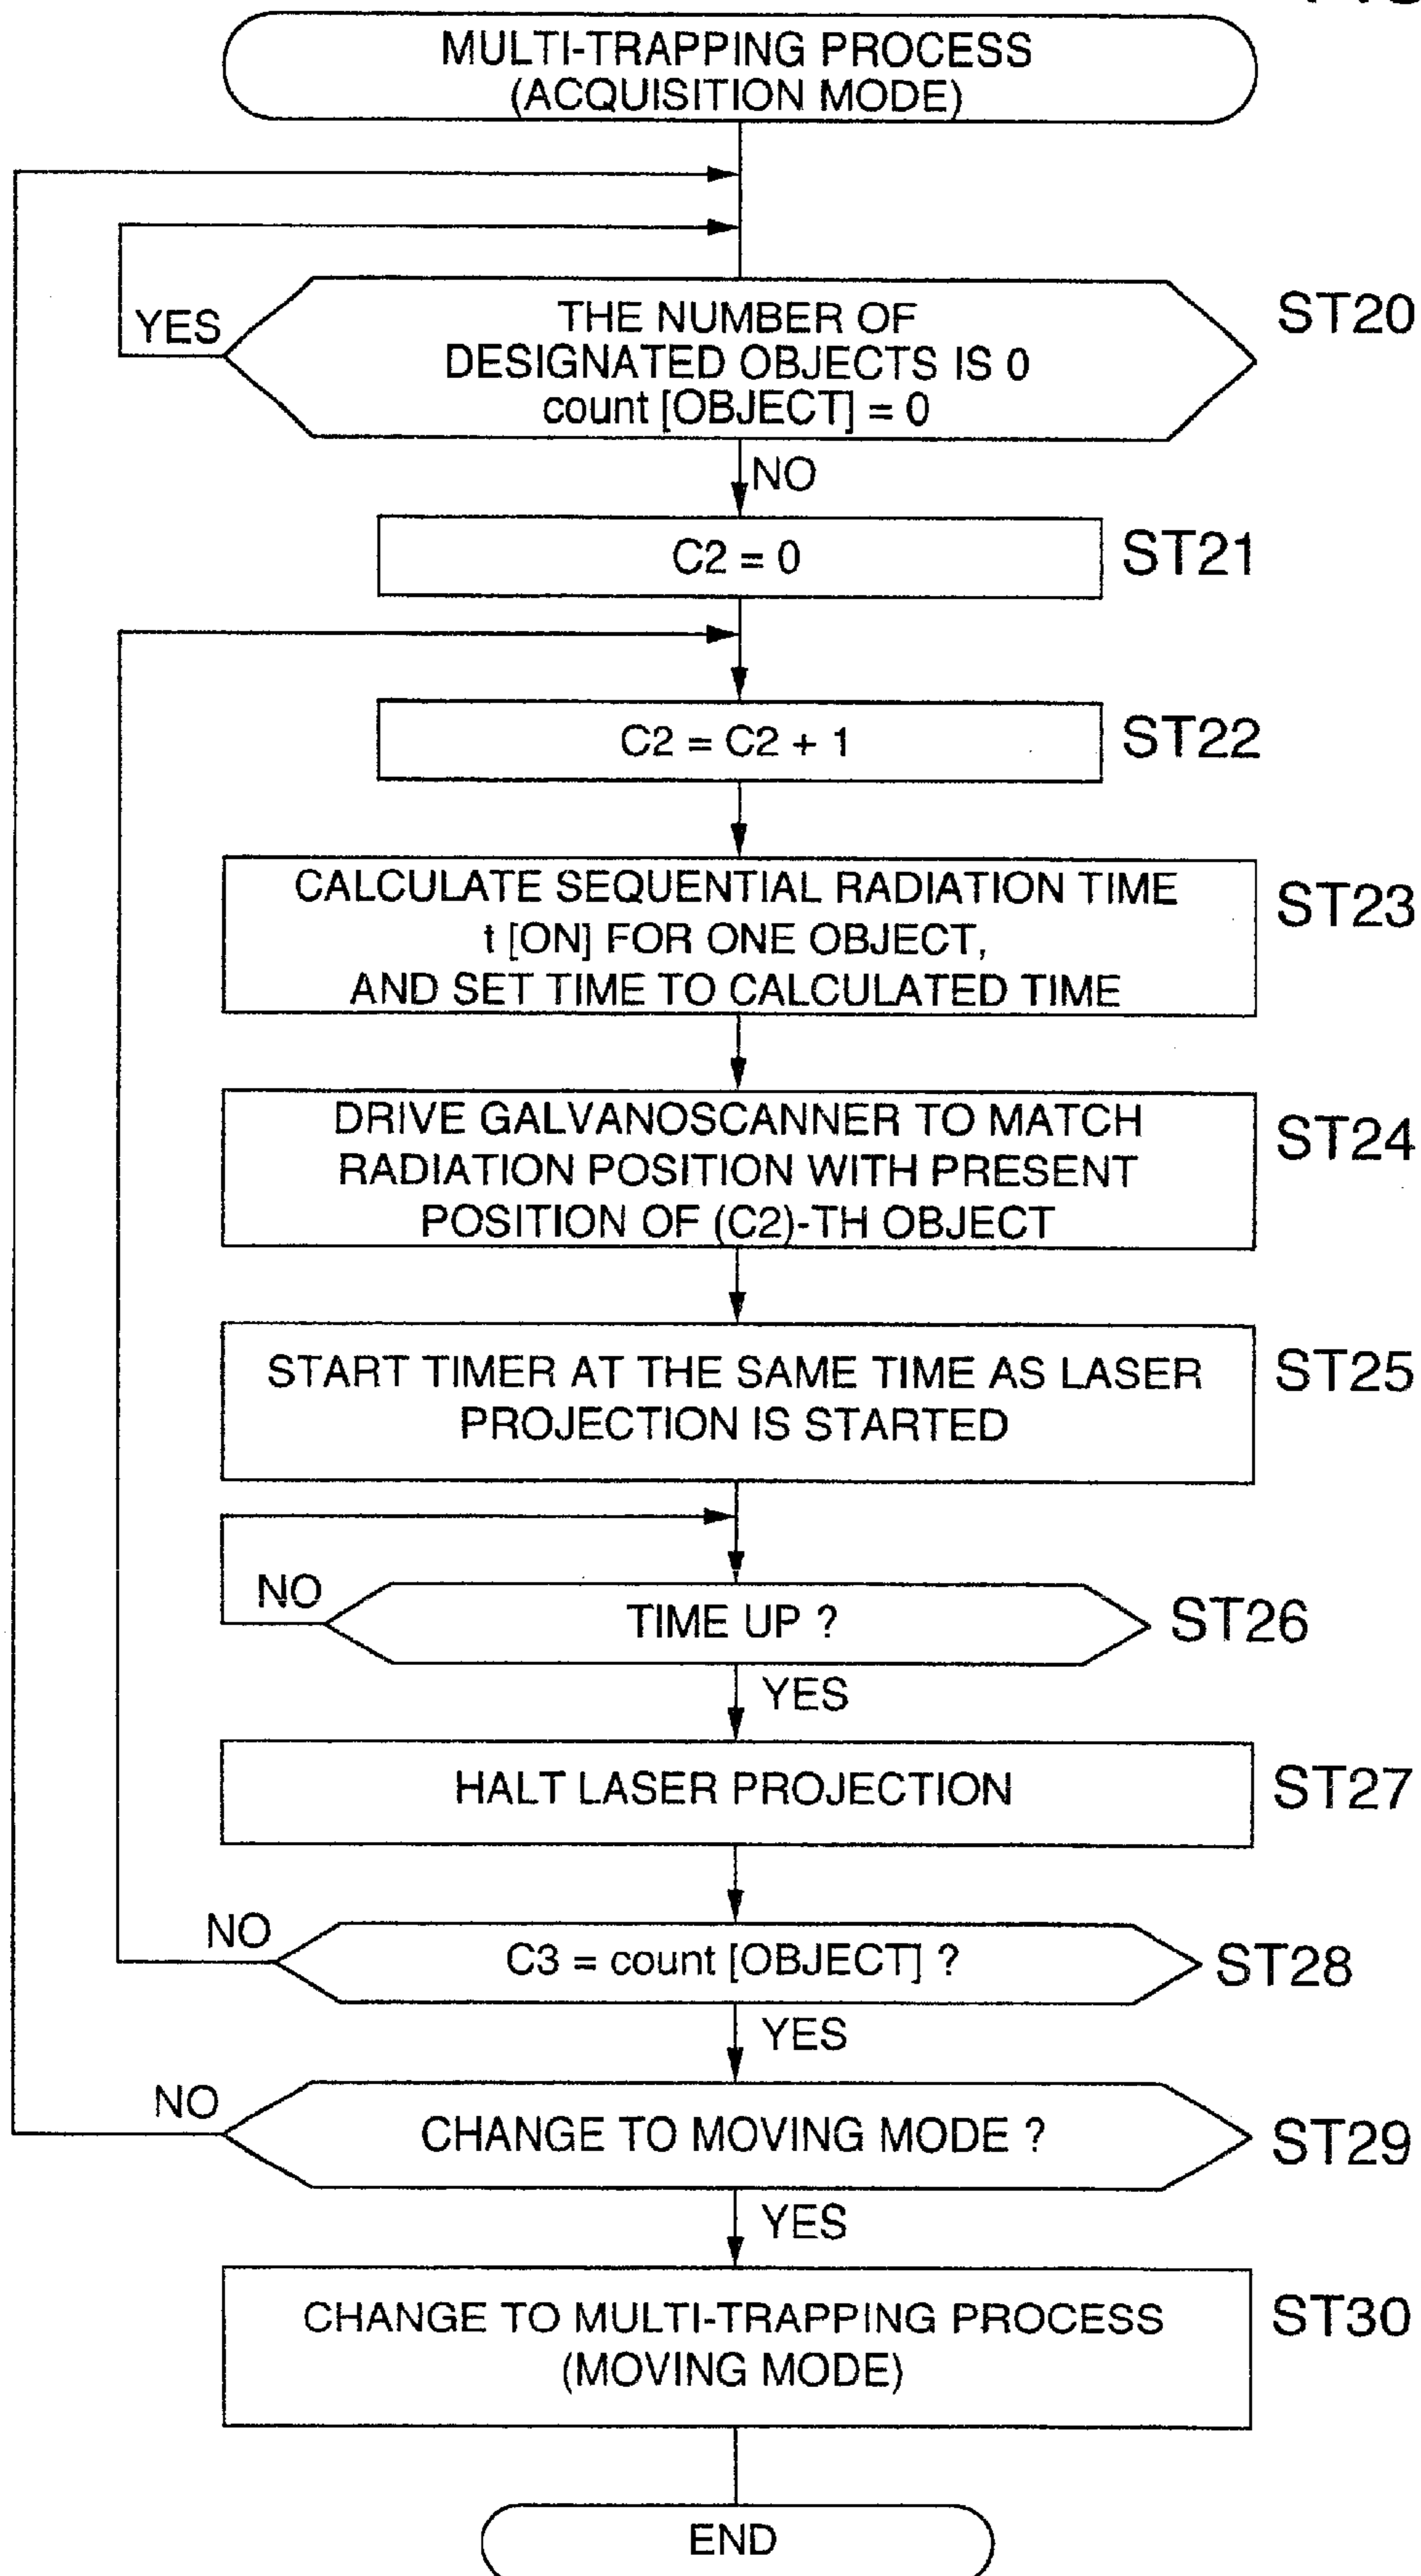 MULTI-TRAPPING PROCESS
(ACQUISITION MODE)
YES
THE NUMBER OF
DESIGNATED OBJECTS IS 0
count [OBJECT] = 0
ST20
NO
C2 = 0
ST21
C2 = C2 + 1
ST22
CALCULATE SEQUENTIAL RADIATION TIME
t [ON] FOR ONE OBJECT,
AND SET TIME TO CALCULATED TIME
ST23
DRIVE GALVANOSCANNER TO MATCH
RADIATION POSITION WITH PRESENT
POSITION OF (C2)-TH OBJECT
ST24
START TIMER AT THE SAME TIME AS LASER
PROJECTION IS STARTED
ST25
NO
TIME UP ?
ST26
YES
HALT LASER PROJECTION
ST27
NO
C3 = count [OBJECT] ?
ST28
YES
NO
CHANGE TO MOVING MODE ?
ST29
YES
CHANGE TO MULTI-TRAPPING PROCESS
(MOVING MODE)
ST30
END